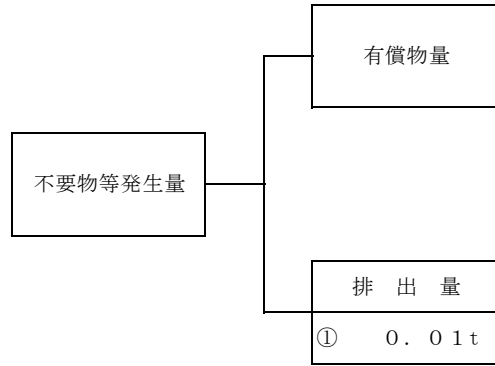 有償物量
不要物等発生量
排　出　量
①　０．０１ｔ